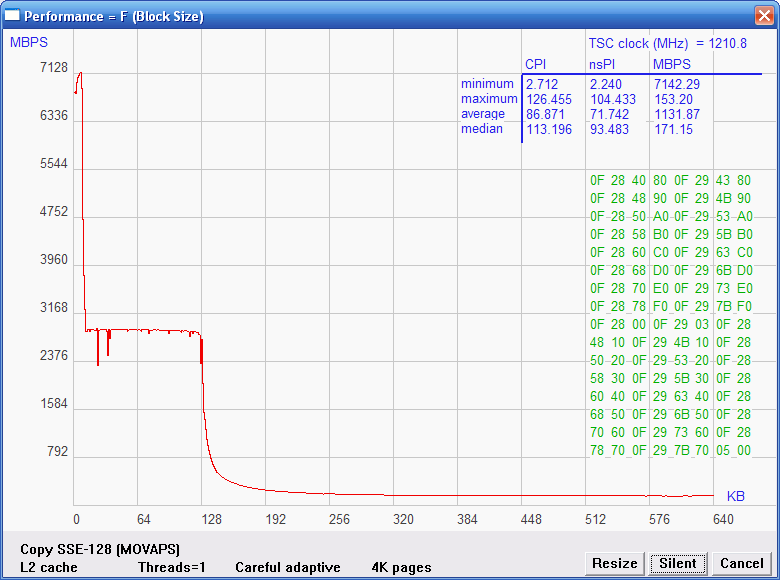 Performance = F (Block Size)
MBPS
TSC clock (MHz) = 1210.8
CPI nsPI MBPS
minimum 2.712 2.240 7142.29
maximum 126.455 104.433 153.20
average 86.871 71.742 1131.87
median 113.196 93.483 171.15
7128
6336
5544
4752
3960
3168
2376
1584
792
0F 28 40 80 0F 29 43 80
0F 28 48 90 0F 29 4B 90
0F 28 50 A0 0F 29 53 A0
0F 28 58 B0 0F 29 5B B0
0F 28 60 C0 0F 29 63 C0
0F 28 68 D0 0F 29 6B D0
0F 28 70 E0 0F 29 73 E0
0F 28 78 F0 0F 29 7B F0
0F 28 00 0F 29 03 0F 28
48 10 0F 29 4B 10 0F 28
50 20 0F 29 53 20 0F 28
58 30 0F 29 5B 30 0F 28
60 40 0F 29 63 40 0F 28
68 50 0F 29 6B 50 0F 28
70 60 0F 29 73 60 0F 28
78 70 0F 29 7B 70 05 00
KB
0 64 128 192 256 320 384 448 512 576 640
Copy SSE-128 (MOVAPS)
L2 cache Threads=1 Careful adaptive 4K pages
Resize Silent Cancel